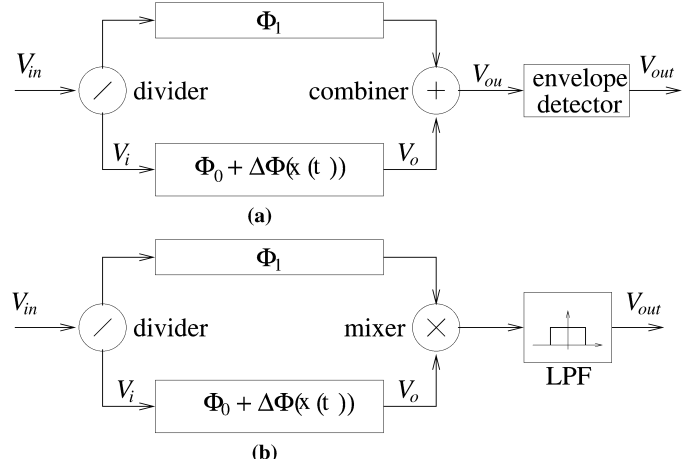 Φ1
Vin
divider
combiner
+
Vou
envelope
detector
Vout
Vi
Φ0 + ΔΦ(x (t ))
Vo
(a)
Φ1
Vin
divider
mixer
×
Vout
LPF
Vi
Φ0 + ΔΦ(x (t ))
Vo
(b)